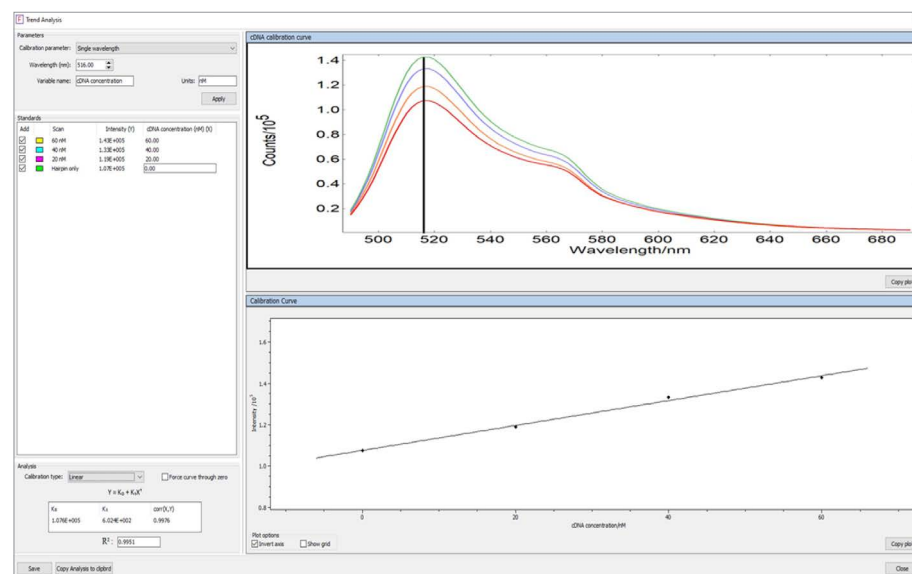 Trend Analysis
Parameters
Calibration parameter: Single wavelength
Wavelength (nm): 516.00
Variable name: cDNA concentration Units: nM
Apply
Standards
Add Scan Intensity (Y) cDNA concentration (nM) (X)
60 nM 1.43E+005 60.00
40 nM 1.33E+005 40.00
20 nM 1.19E+005 20.00
Hairpin only 1.07E+005 0.00
Analysis
Calibration type: Linear Force curve through zero
Y = K₀ + K₁X¹
K₀ K₁ corr(X,Y)
1.076E+005 6.024E+002 0.9976
R² : 0.9951
Save Copy Analysis to clipbrd
cDNA calibration curve
Counts/10⁵
1.4
1.2
1.0
0.8
0.6
0.4
0.2
500 520 540 560 580 600 620 640 660 680
Wavelength/nm
Copy plo
Calibration Curve
Intensity /10⁵
1.6
1.4
1.2
1.0
0.8
0 20 40 60
cDNA concentration/nM
Plot options
Invert axis Show grid
Copy plo
Close